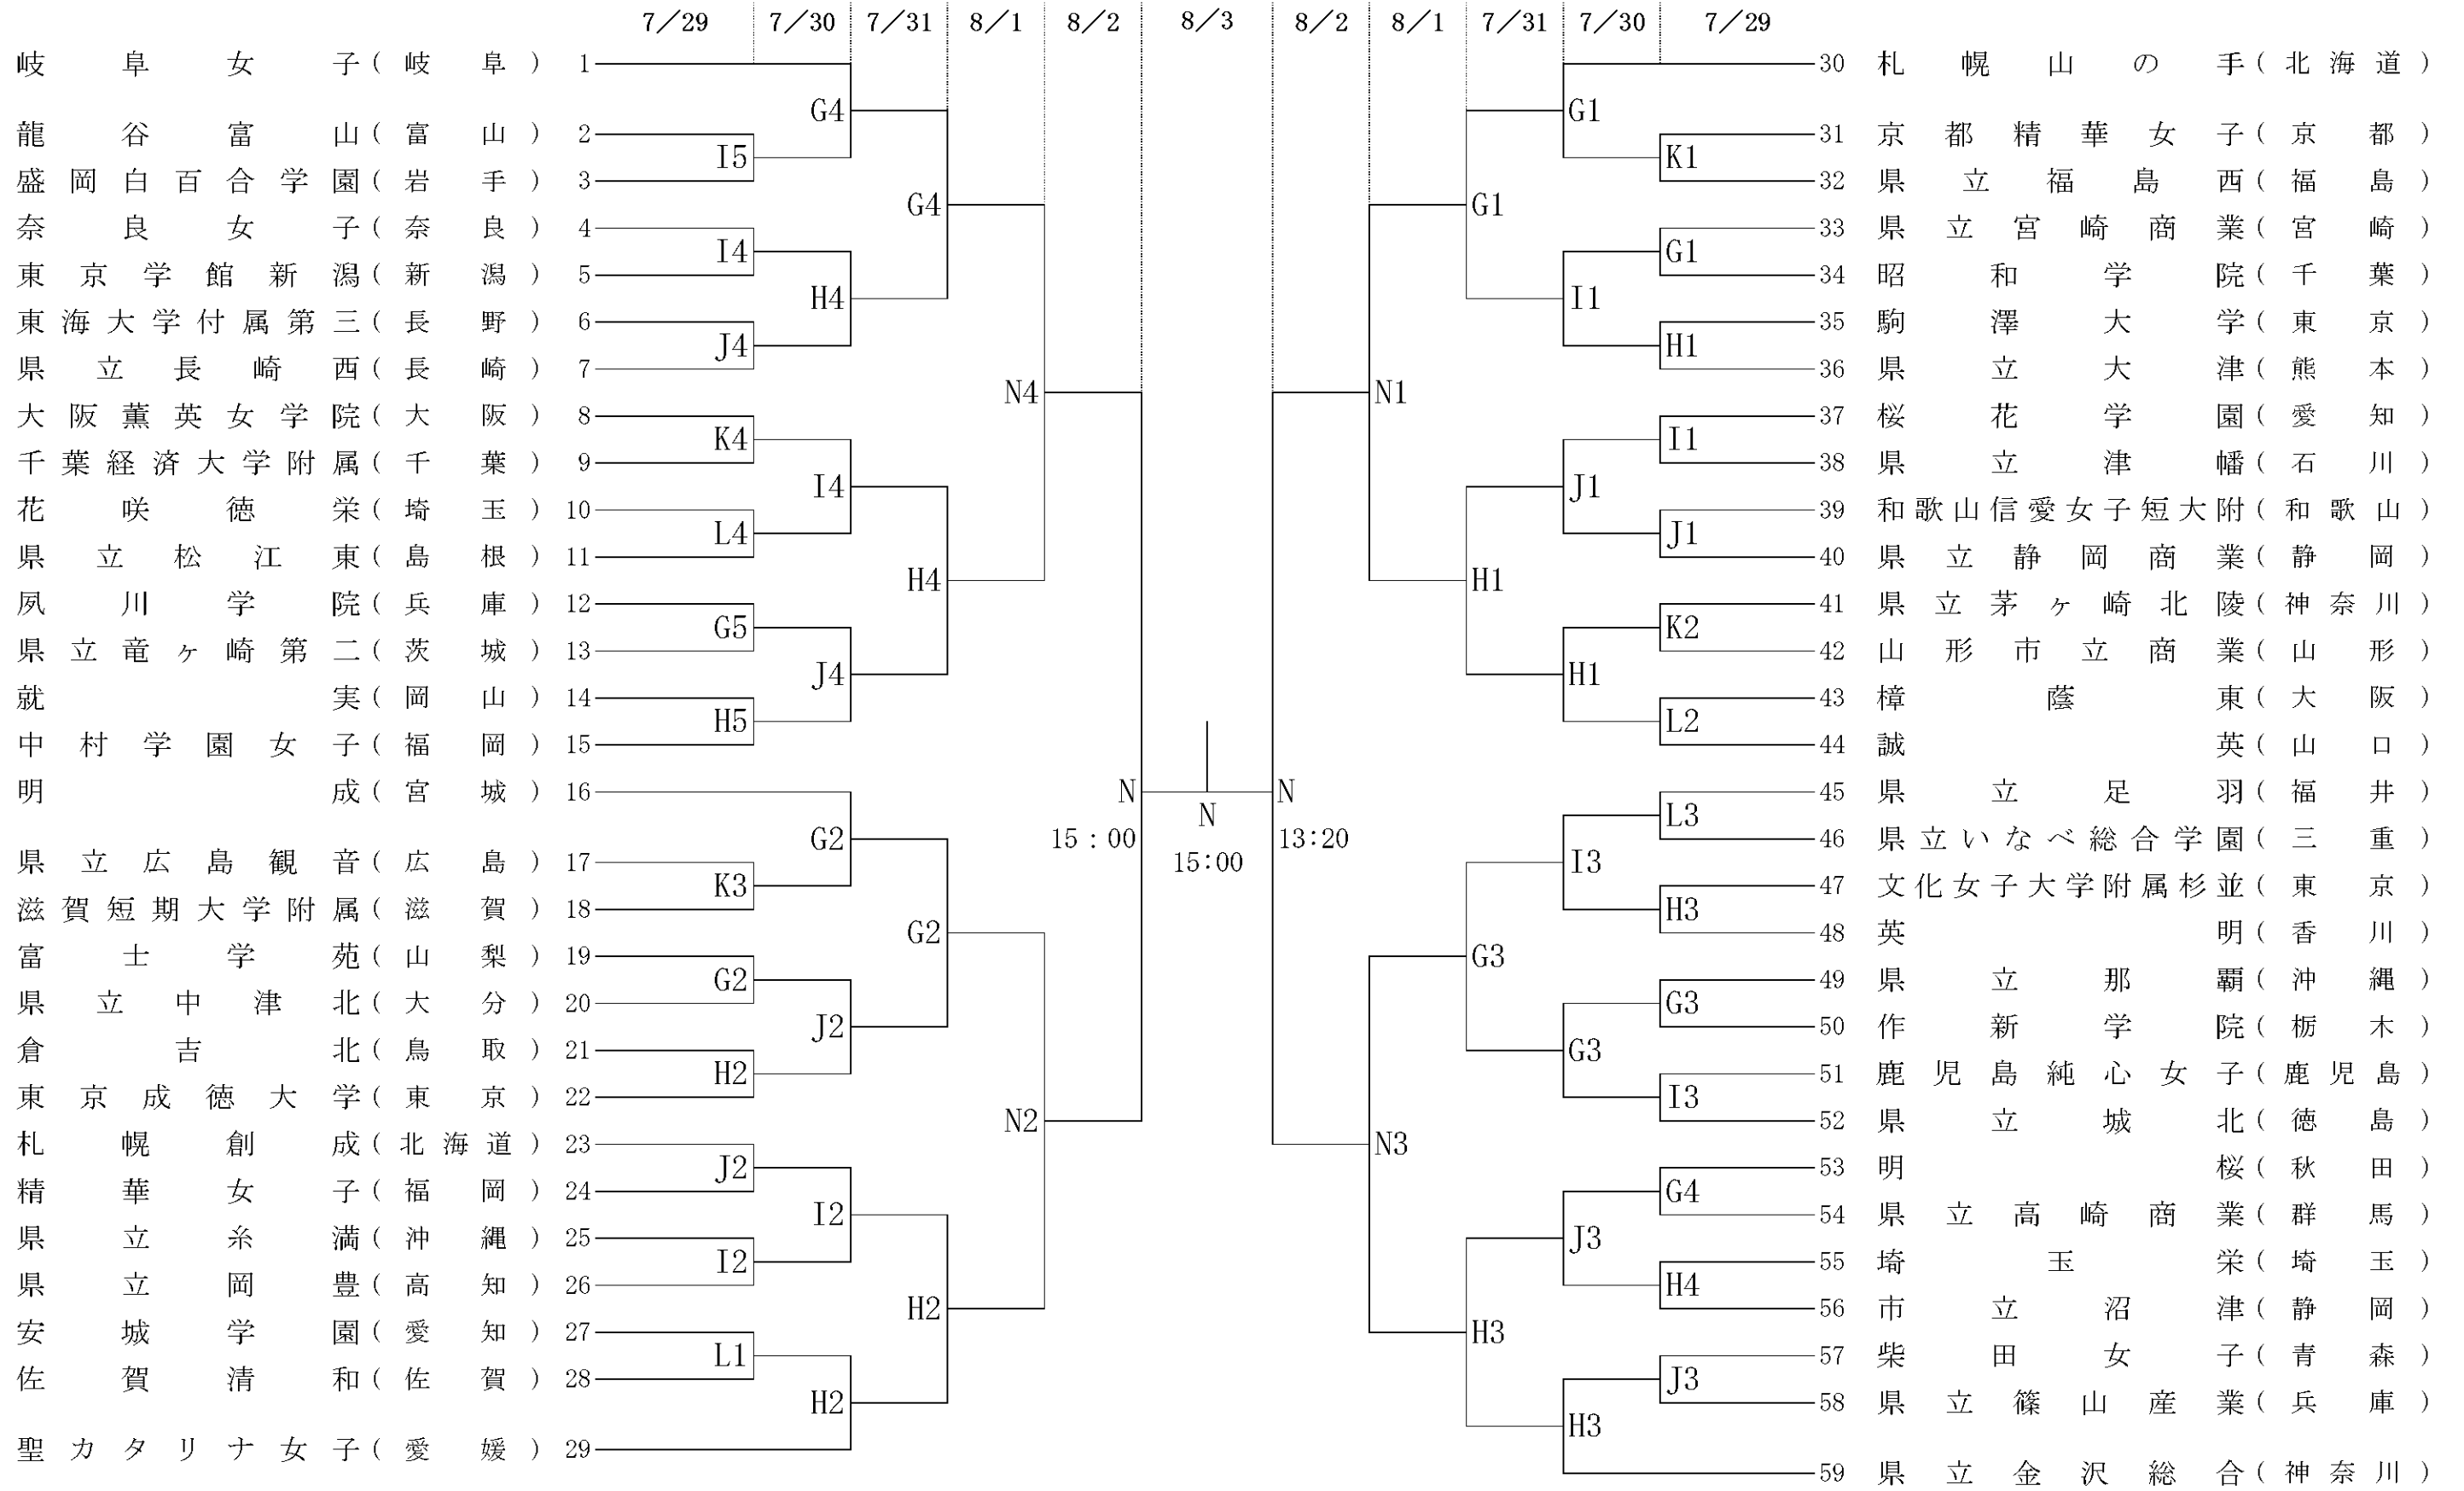 7/29 7/30 7/31 8/1 8/2 8/3 8/2 8/1 7/31 7/30 7/29
岐阜女子(岐阜) 1
龍谷富山(富山) 2
盛岡白百合学園(岩手) 3
奈良女子(奈良) 4
東京学館新潟(新潟) 5
東海大学付属第三(長野) 6
県立長崎西(長崎) 7
大阪薫英女学院(大阪) 8
千葉経済大学附属(千葉) 9
花咲徳栄(埼玉) 10
県立松江東(島根) 11
夙川学院(兵庫) 12
県立竜ヶ崎第二(茨城) 13
就実(岡山) 14
中村学園女子(福岡) 15
明成(宮城) 16
県立広島観音(広島) 17
滋賀短期大学附属(滋賀) 18
富士学苑(山梨) 19
県立中津北(大分) 20
倉吉北(鳥取) 21
東京成徳大学(東京) 22
札幌創成(北海道) 23
精華女子(福岡) 24
県立糸満(沖縄) 25
県立岡豊(高知) 26
安城学園(愛知) 27
佐賀清和(佐賀) 28
聖カタリナ女子(愛媛) 29
I5
I4
J4
K4
L4
G5
H5
K3
G2
H2
J2
I2
L1
G4
H4
I4
J4
G2
J2
I2
H2
G4
H4
G2
H2
N4
N2
N
15:00
N
15:00
N
13:20
N1
N3
G1
H1
G3
H3
G1
I1
J1
H1
I3
G3
J3
H3
K1
G1
H1
I1
J1
K2
L2
L3
H3
G3
I3
G4
H4
J3
30 札幌山の手(北海道)
31 京都精華女子(京都)
32 県立福島西(福島)
33 県立宮崎商業(宮崎)
34 昭和学院(千葉)
35 駒澤大学(東京)
36 県立大津(熊本)
37 桜花学園(愛知)
38 県立津幡(石川)
39 和歌山信愛女子短大附(和歌山)
40 県立静岡商業(静岡)
41 県立茅ヶ崎北陵(神奈川)
42 山形市立商業(山形)
43 樟蔭東(大阪)
44 誠英(山口)
45 県立足羽(福井)
46 県立いなべ総合学園(三重)
47 文化女子大学附属杉並(東京)
48 英明(香川)
49 県立那覇(沖縄)
50 作新学院(栃木)
51 鹿児島純心女子(鹿児島)
52 県立城北(徳島)
53 明桜(秋田)
54 県立高崎商業(群馬)
55 埼玉栄(埼玉)
56 市立沼津(静岡)
57 柴田女子(青森)
58 県立篠山産業(兵庫)
59 県立金沢総合(神奈川)